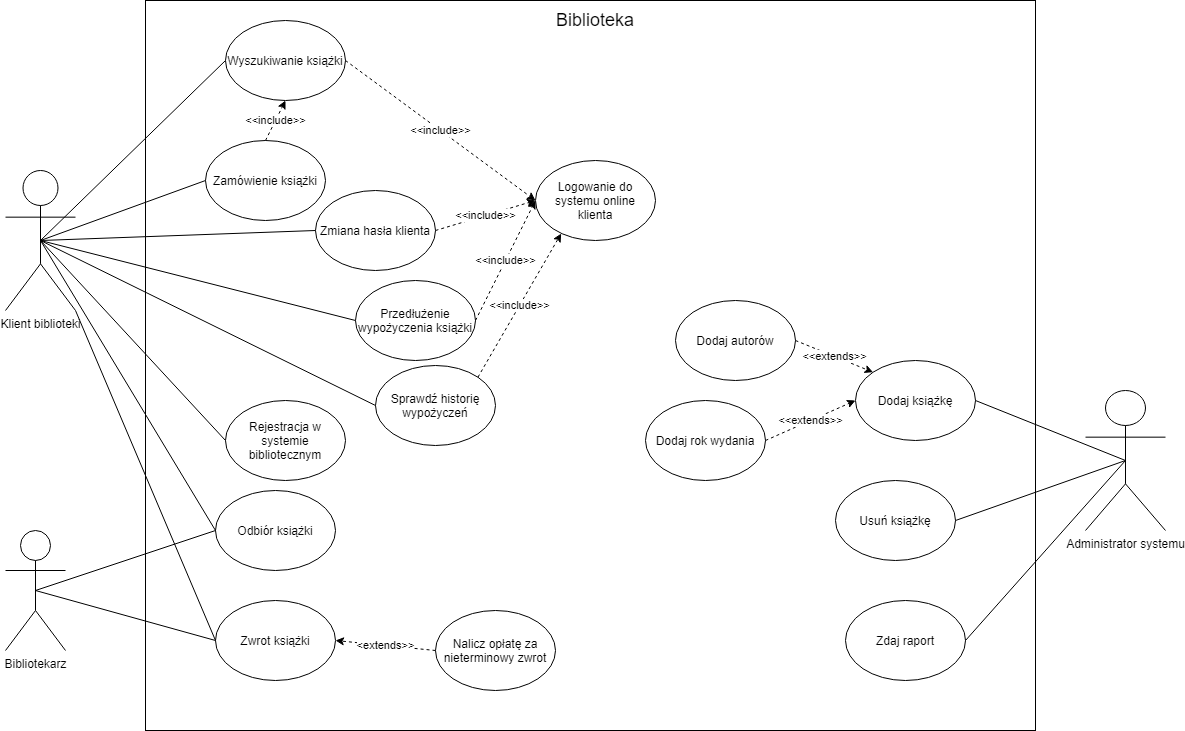 Biblioteka
Wyszukiwanie książki
<<include>>
<<include>>
Zamówienie książki
Logowanie do
systemu online
klienta
<<include>>
Zmiana hasła klienta
<<include>>
<<include>>
Klient biblioteki
Przedłużenie
wypożyczenia książki
Sprawdź historię
wypożyczeń
Rejestracja w
systemie
bibliotecznym
Odbiór książki
Bibliotekarz
Zwrot książki
<extends>>
Nalicz opłatę za
nieterminowy zwrot
Dodaj autorów
<<extends>>
Dodaj książkę
<<extends>>
Dodaj rok wydania
Usuń książkę
Administrator systemu
Zdaj raport